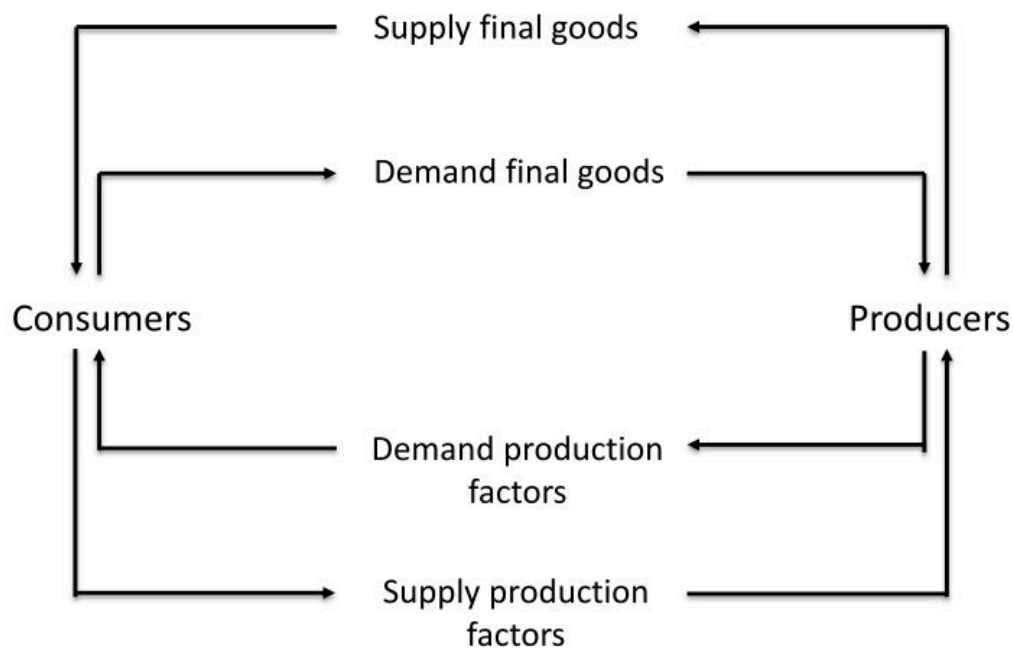 Supply final goods
Demand final goods
Consumers
Producers
Demand production
factors
Supply production
factors